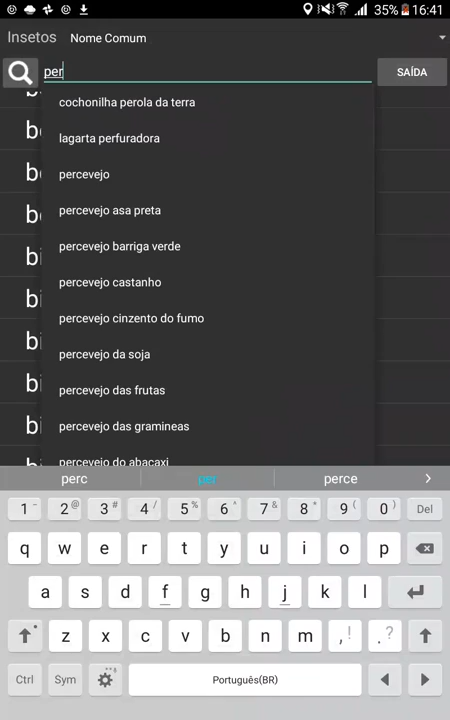 35% 16:41
Insetos Nome Comum
per SAÍDA
cochonilha perola da terra
lagarta perfuradora
percevejo
percevejo asa preta
percevejo barriga verde
percevejo castanho
percevejo cinzento do fumo
percevejo da soja
percevejo das frutas
percevejo das gramineas
percevejo do abacaxi
perc per perce
1 - 2 @ 3 # 4 / 5 % 6 ^ 7 & 8 * 9 ( 0 ) Del
q w e r t y u i o p
a s d f g h j k l
z x c v b n m , ! . ?
Ctrl Sym Português(BR)